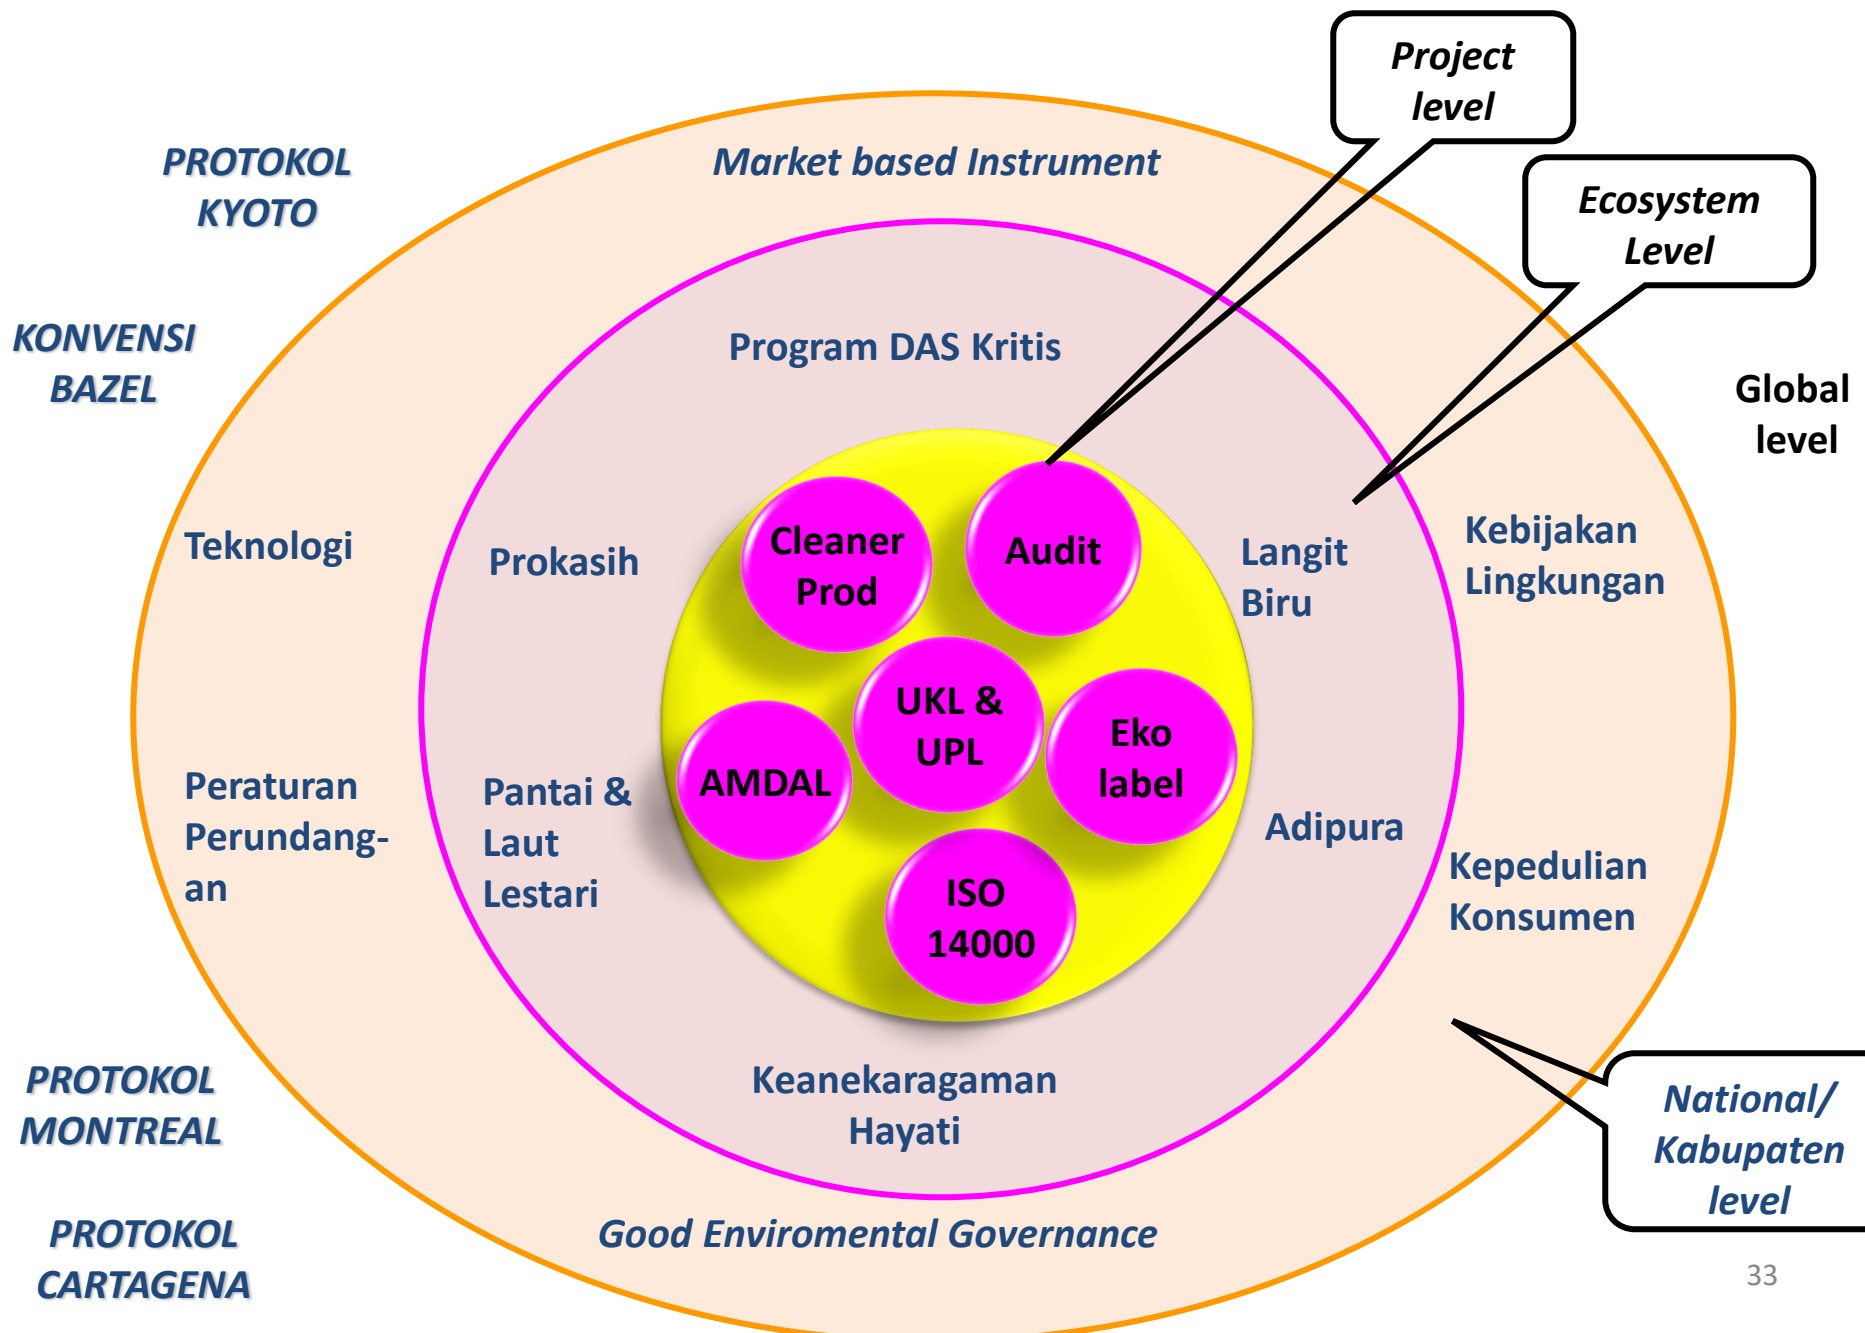 Project
level
PROTOKOL
KYOTO
Market based Instrument
Ecosystem
Level
KONVENSI
BAZEL
Program DAS Kritis
Global
level
Teknologi
Prokasih
Cleaner
Prod
Audit
Langit
Biru
Kebijakan
Lingkungan
UKL &
UPL
Eko
label
AMDAL
Peraturan
Perundang-
an
Pantai &
Laut
Lestari
Adipura
Kepedulian
Konsumen
ISO
14000
PROTOKOL
MONTREAL
Keanekaragaman
Hayati
National/
Kabupaten
level
PROTOKOL
CARTAGENA
Good Enviromental Governance
33